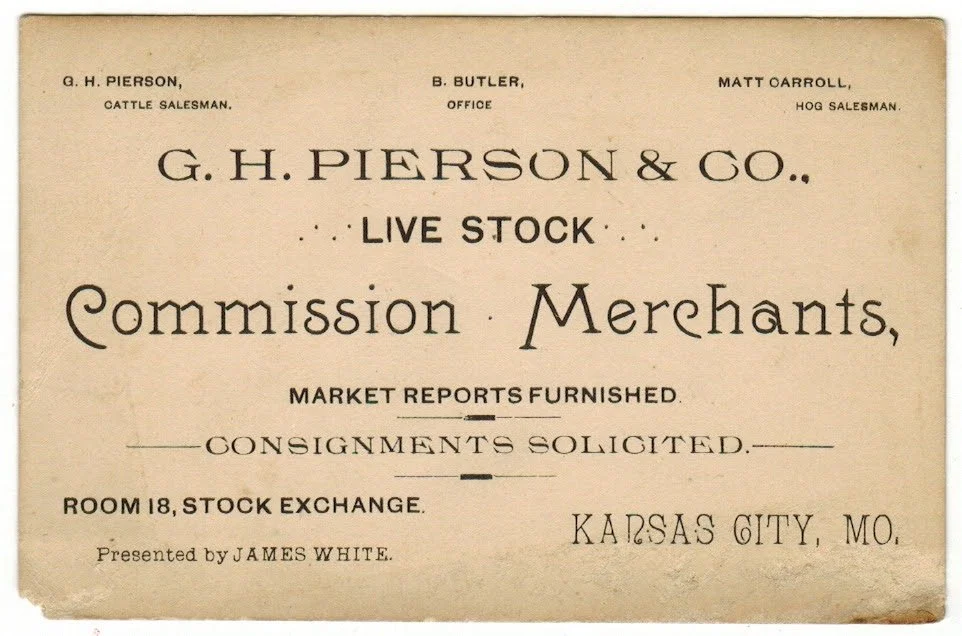 G. H. PIERSON, B. BUTLER, MATT CARROLL,
CATTLE SALESMAN. OFFICE HOG SALESMAN.
G. H. PIERSON & CO.,
LIVE STOCK
Commission Merchants,
MARKET REPORTS FURNISHED.
CONSIGNMENTS SOLICITED.
ROOM 18, STOCK EXCHANGE.
KANSAS CITY, MO.
Presented by JAMES WHITE.